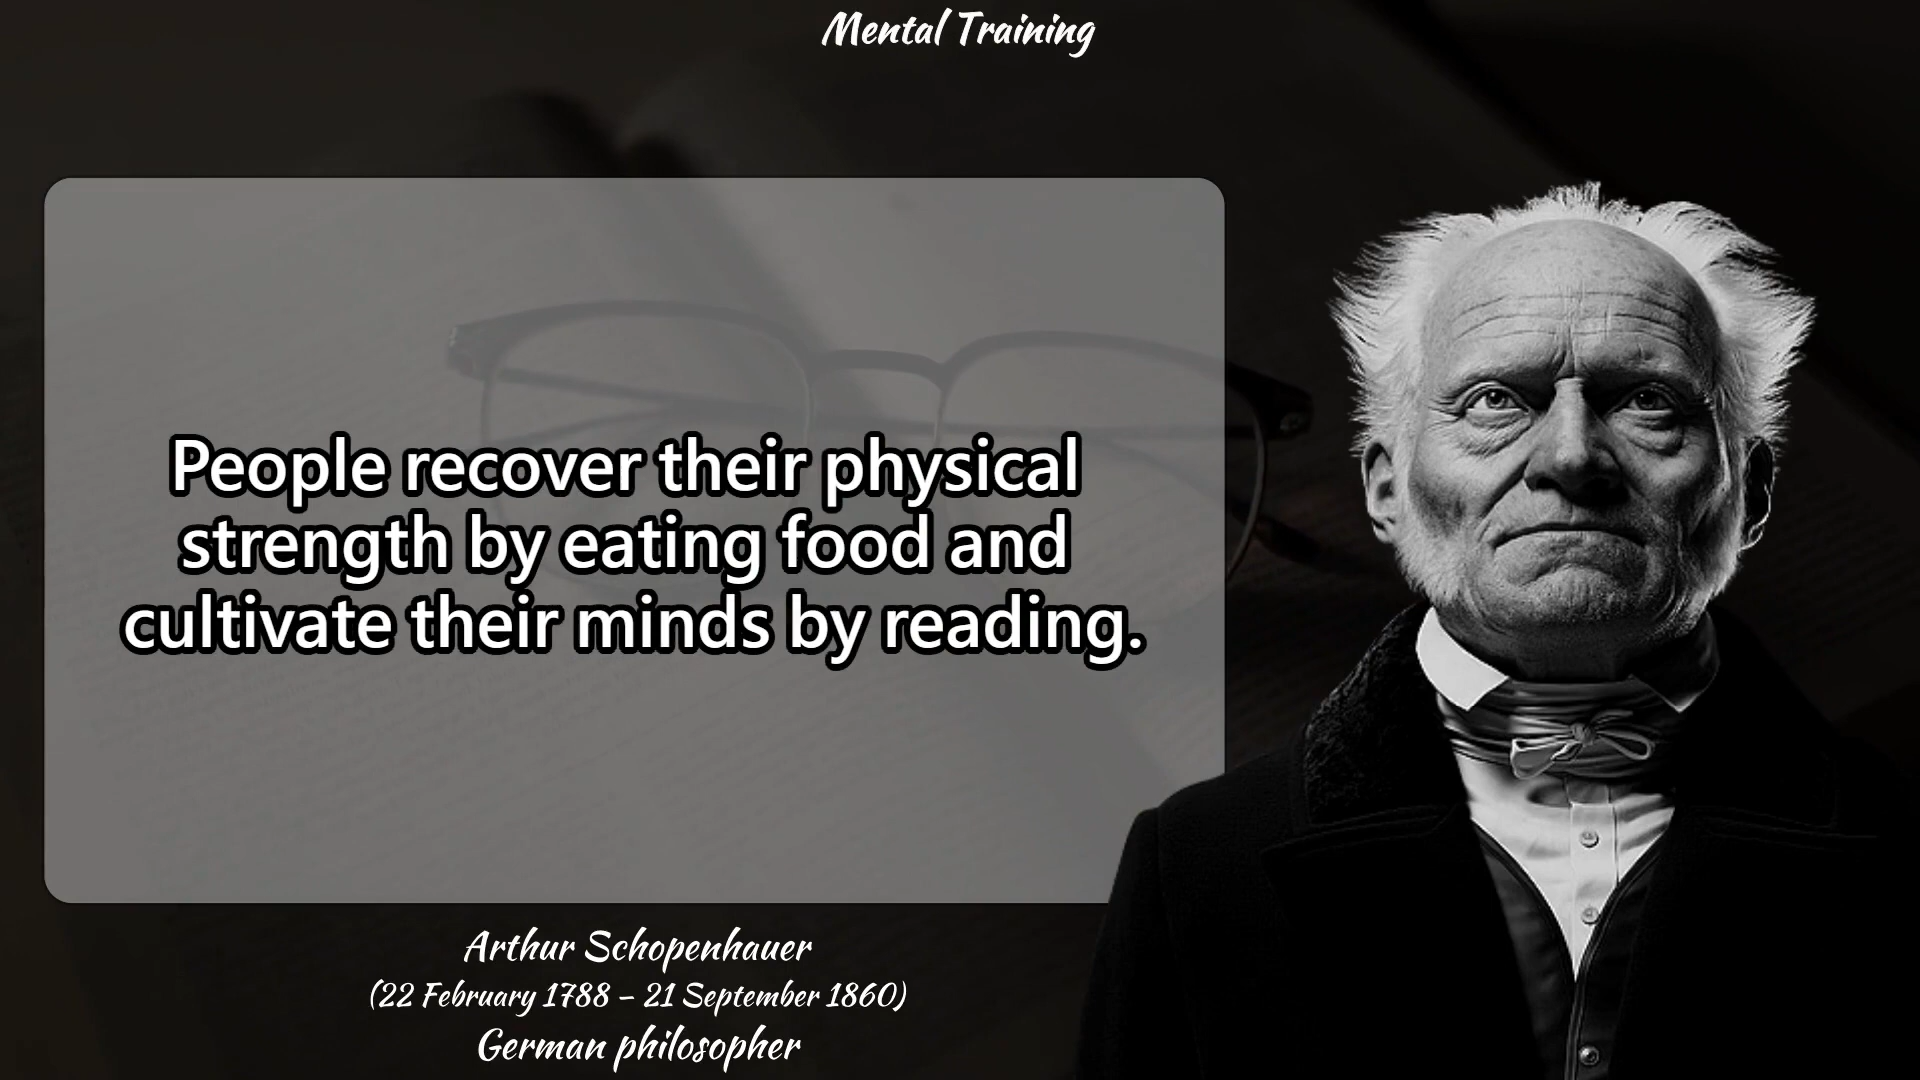 Mental Training
People recover their physical
strength by eating food and
cultivate their minds by reading.
Arthur Schopenhauer
(22 February 1788 – 21 September 1860)
German philosopher